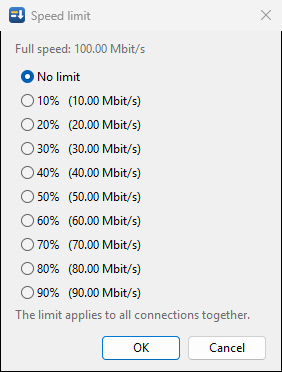 Speed limit
Full speed: 100.00 Mbit/s
No limit
10% (10.00 Mbit/s)
20% (20.00 Mbit/s)
30% (30.00 Mbit/s)
40% (40.00 Mbit/s)
50% (50.00 Mbit/s)
60% (60.00 Mbit/s)
70% (70.00 Mbit/s)
80% (80.00 Mbit/s)
90% (90.00 Mbit/s)
The limit applies to all connections together.
OK Cancel